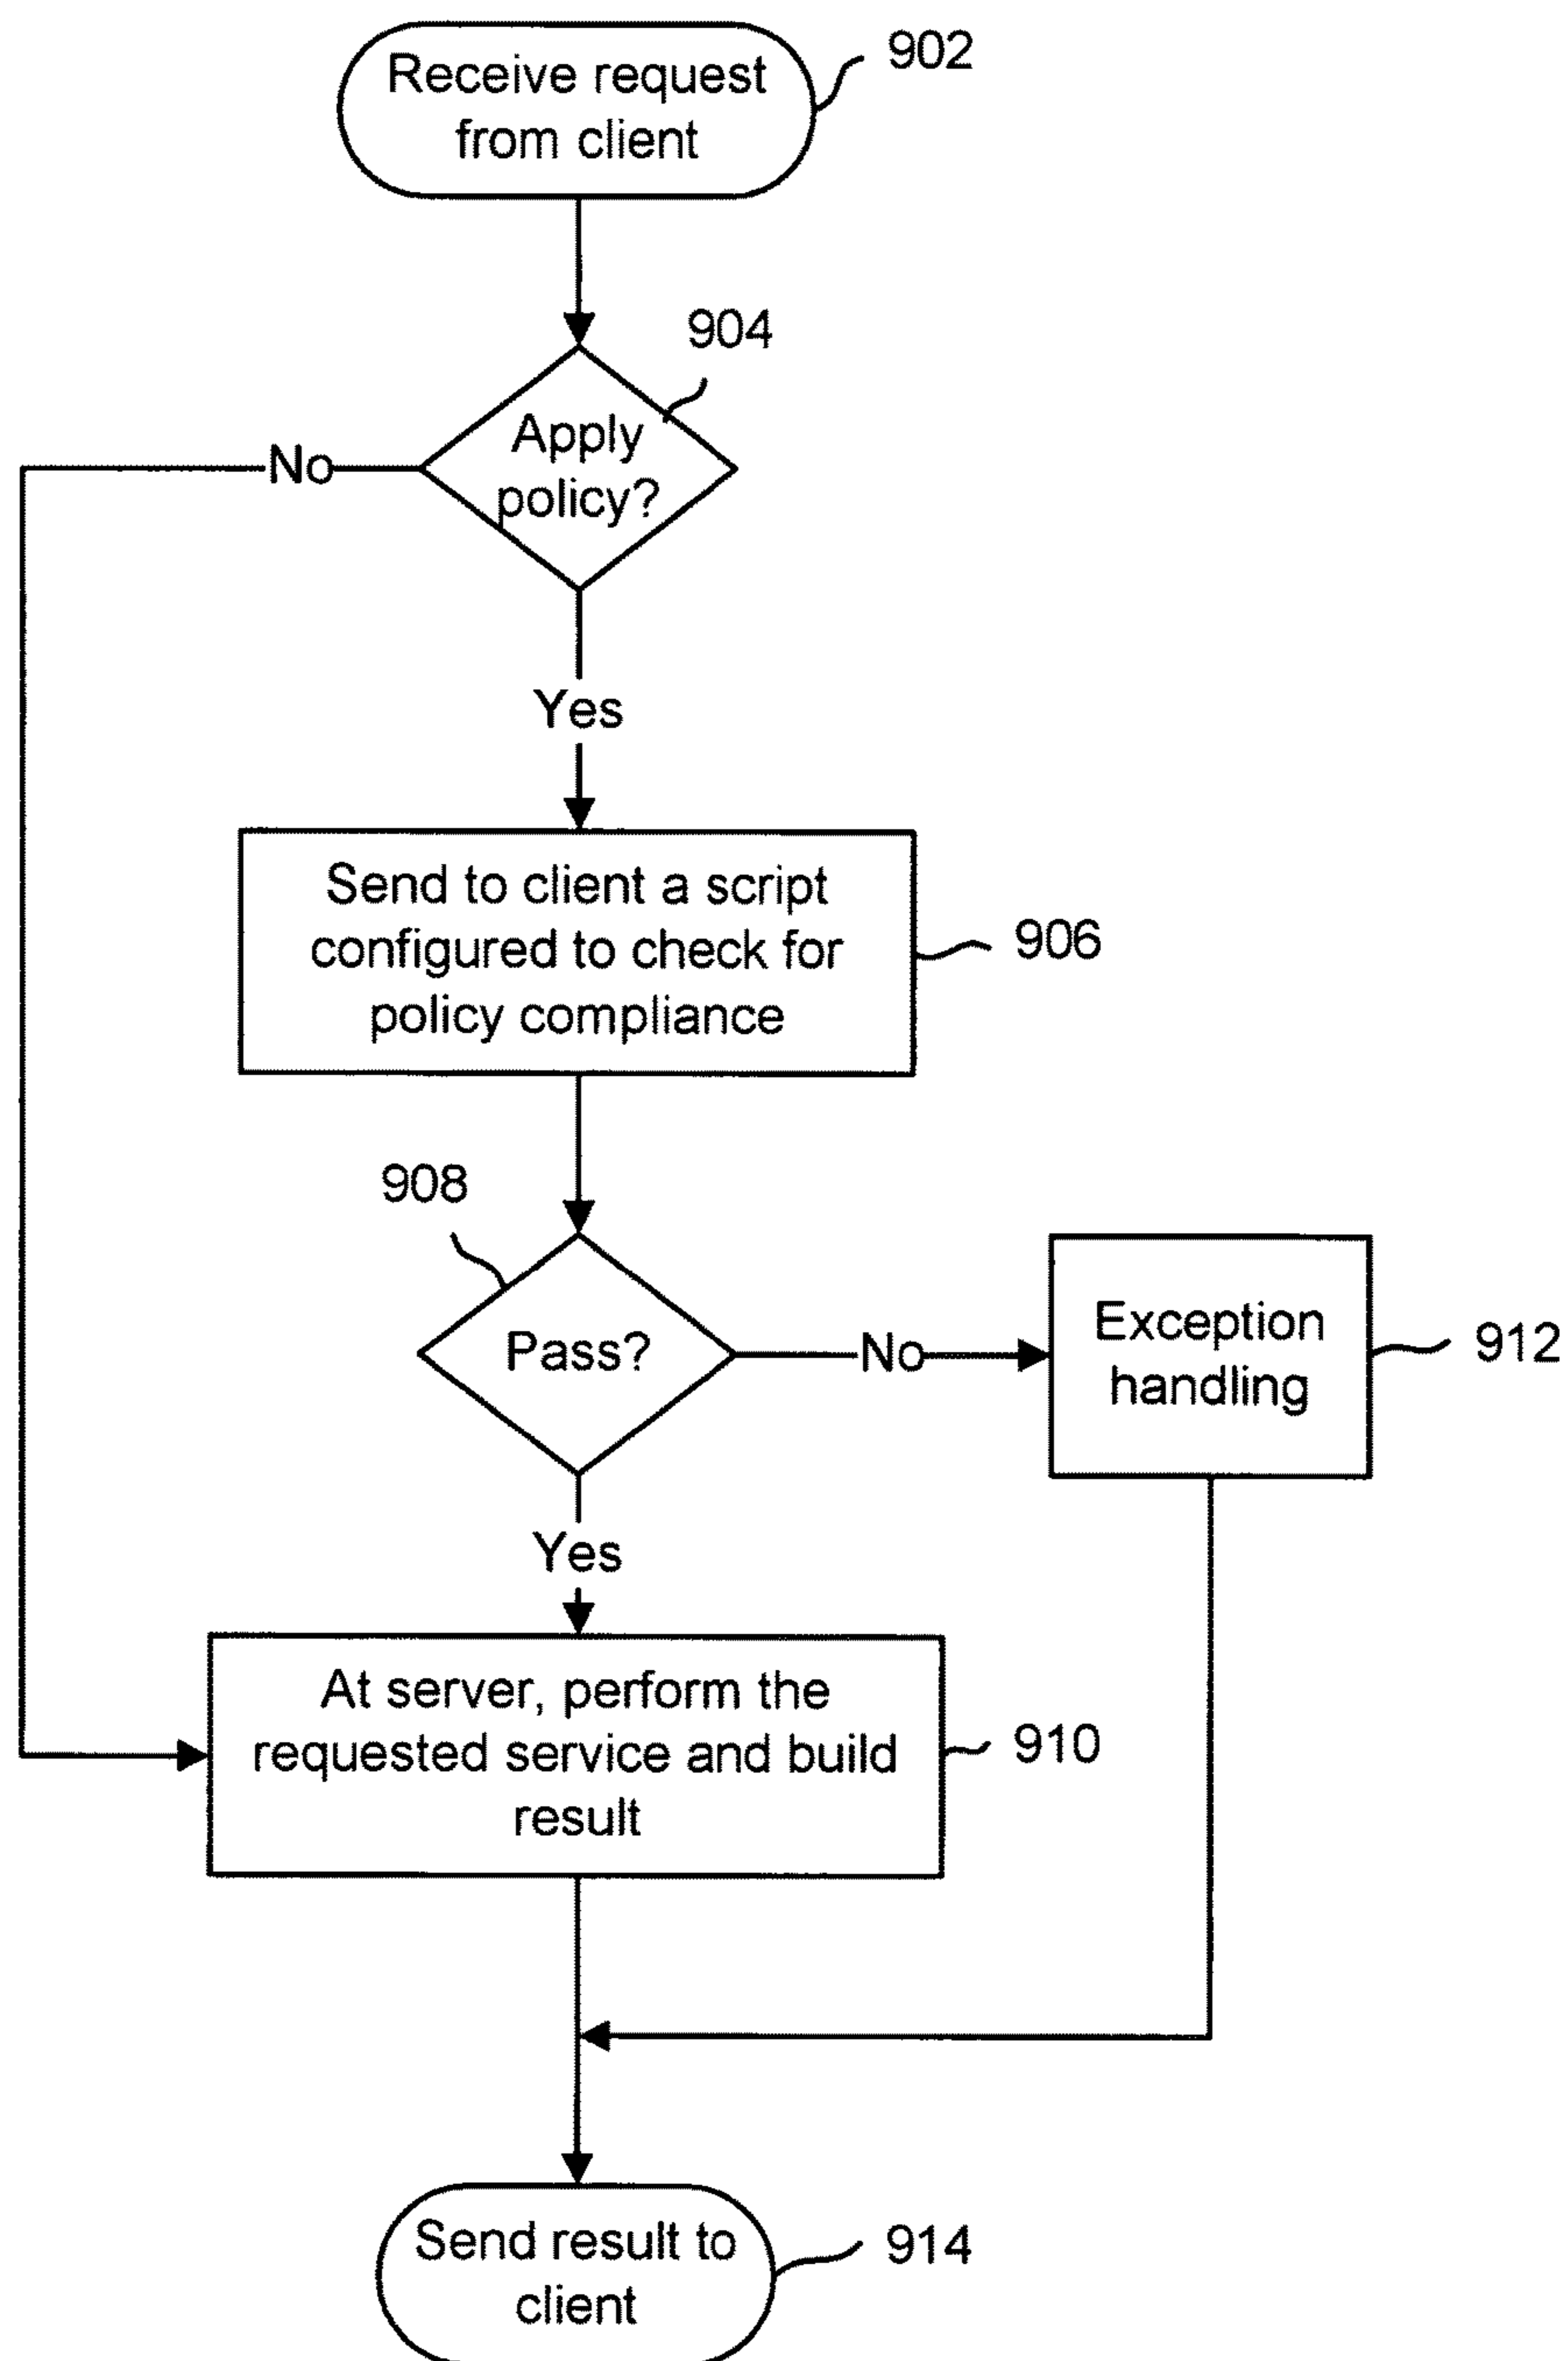 Receive request
from client
902
904
Apply
policy?
No
Yes
Send to client a script
configured to check for
policy compliance
906
908
Pass?
No
Exception
handling
912
Yes
At server, perform the
requested service and build
result
910
Send result to
client
914